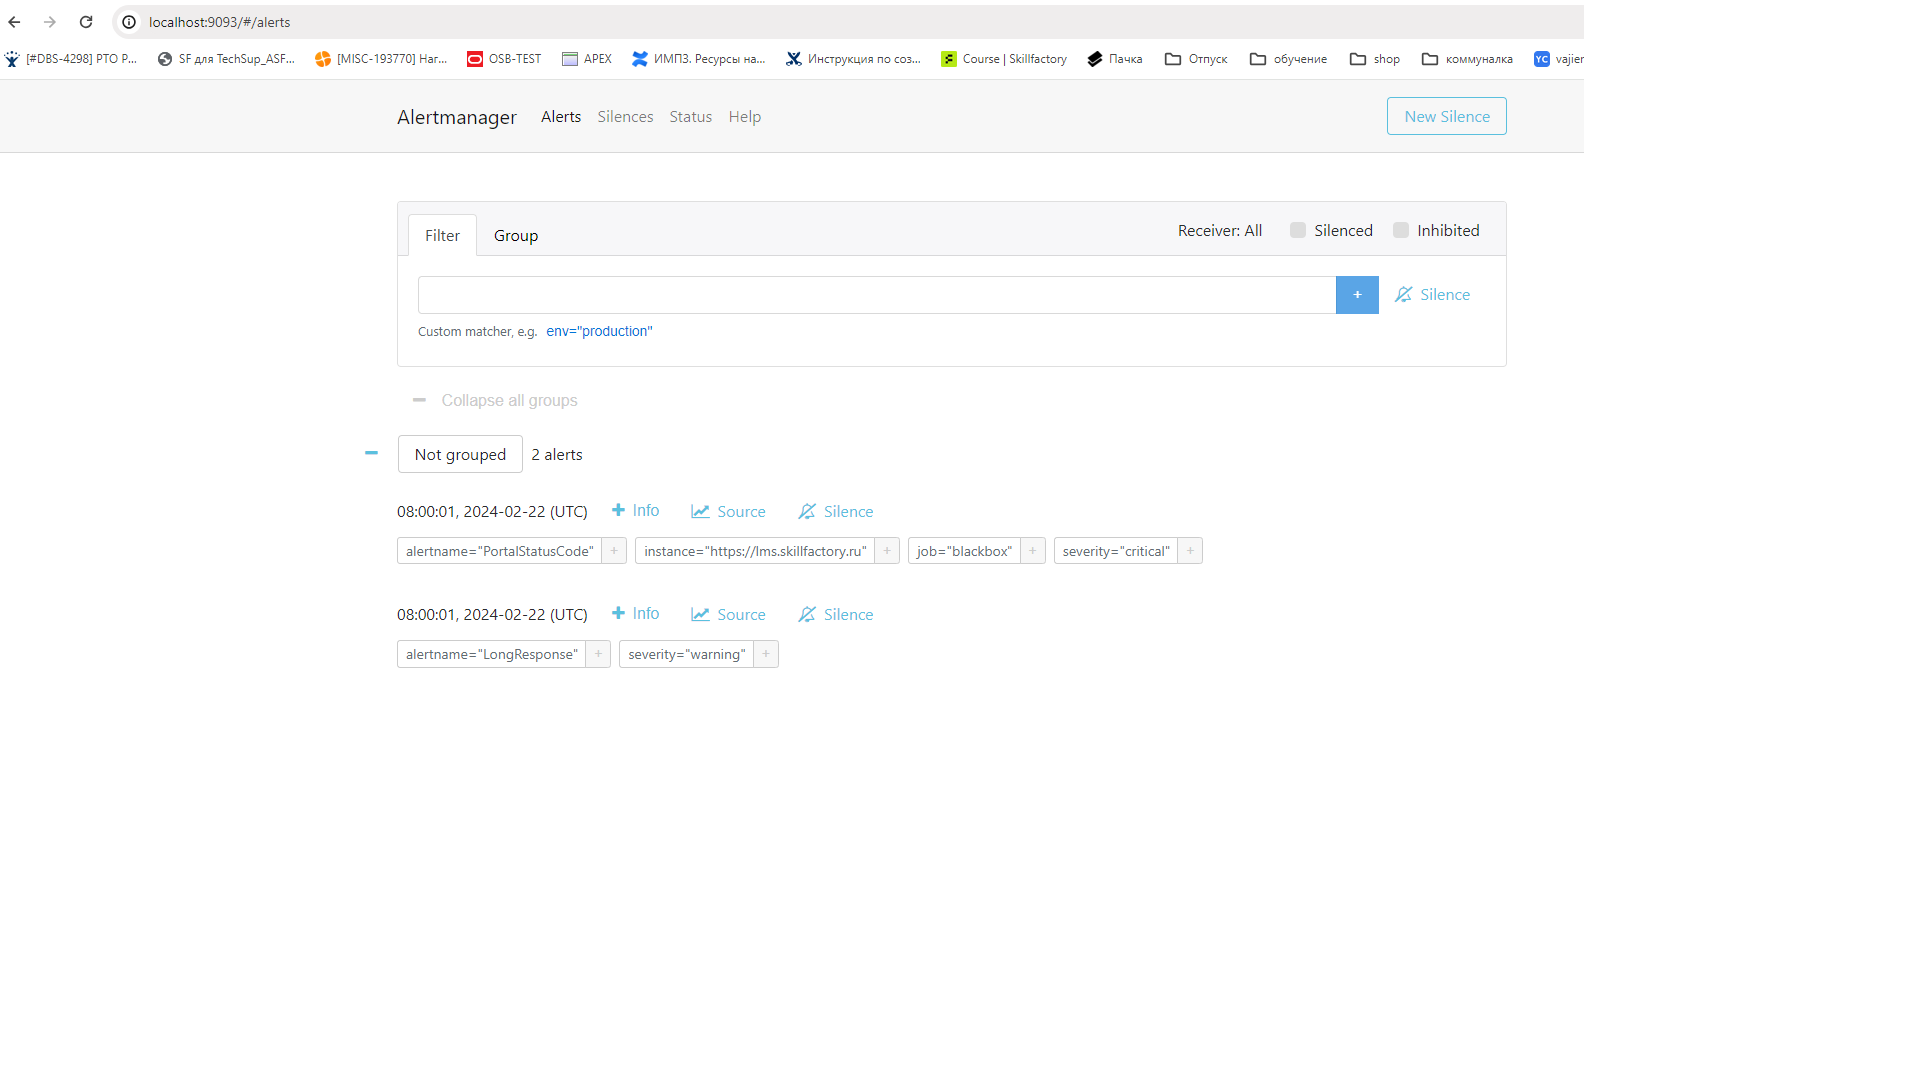 localhost:9093/#/alerts
[#DBS-4298] РТО Р... SF для TechSup_ASF... [MISC-193770] Наг... OSB-TEST APEX ИМПЗ. Ресурсы на... Инструкция по соз... Course | Skillfactory Пачка Отпуск обучение shop коммуналка YC vajier
Alertmanager Alerts Silences Status Help New Silence
Filter Group Receiver: All Silenced Inhibited
+ Silence
Custom matcher, e.g. env="production"
Collapse all groups
Not grouped 2 alerts
08:00:01, 2024-02-22 (UTC) + Info Source Silence
alertname="PortalStatusCode" + instance="https://lms.skillfactory.ru" + job="blackbox" + severity="critical" +
08:00:01, 2024-02-22 (UTC) + Info Source Silence
alertname="LongResponse" + severity="warning" +